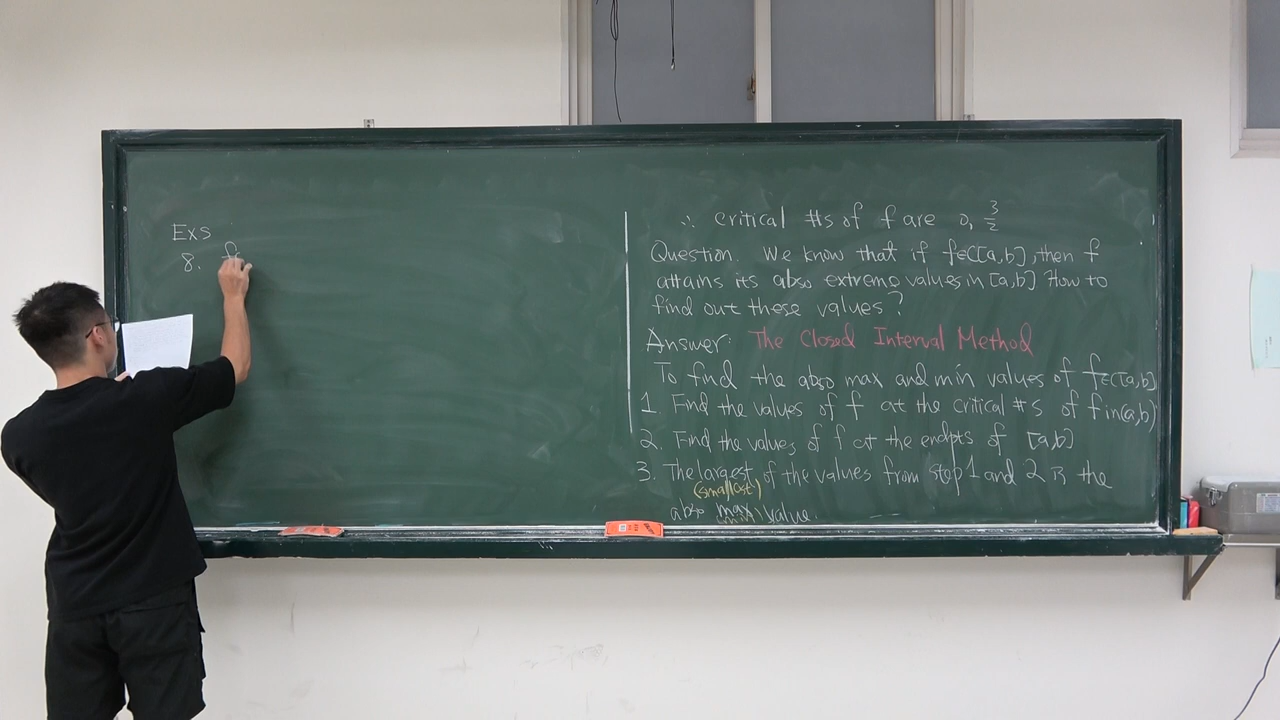 Exs
8. f
∴ critical #s of f are 0, 3/2
Question. We know that if f∈C[a,b], then f
attains its abso extreme values in [a,b] How to
find out these values?
Answer: The Closed Interval Method
To find the abso max and min values of f∈C[a,b]
1. Find the values of f at the critical #s of f in (a,b)
2. Find the values of f at the endpts of [a,b]
3. The largest of the values from step 1 and 2 is the
(smallest)
abso max value.
min